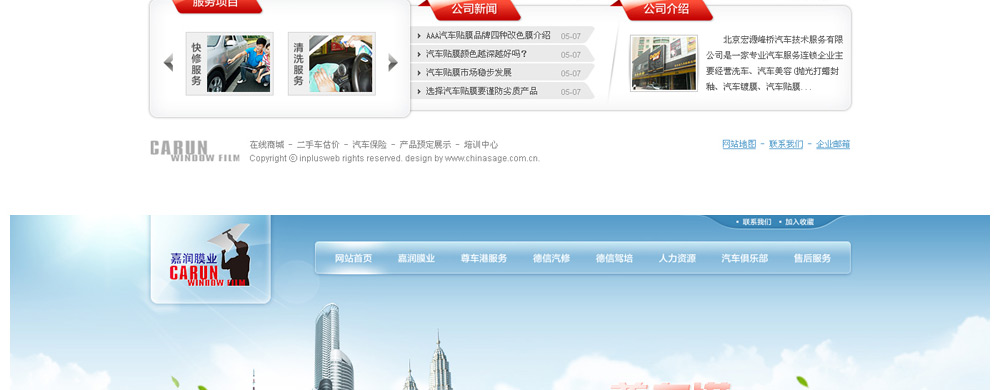 服务项目
公司新闻
公司介绍
快修服务
清洗服务
AAA汽车贴膜品牌四种改色膜介绍 05-07
汽车贴膜颜色越深越好吗? 05-07
汽车贴膜市场稳步发展 05-07
选择汽车贴膜要谨防劣质产品 05-07
北京宏源峰桥汽车技术服务有限
公司是一家专业汽车服务连锁企业主
要经营洗车、汽车美容(抛光打蜡封
釉、汽车镀膜、汽车贴膜...
CARUN
WINDOW FILM
在线商城 - 二手车估价 - 汽车保险 - 产品预定展示 - 培训中心
Copyright © inplusweb rights reserved. design by www.chinasage.com.cn.
网站地图 - 联系我们 - 企业邮箱
• 联系我们 • 加入收藏
嘉润膜业
CARUN
WINDOW FILM
网站首页 嘉润膜业 尊车港服务 德信汽修 德信驾培 人力资源 汽车俱乐部 售后服务